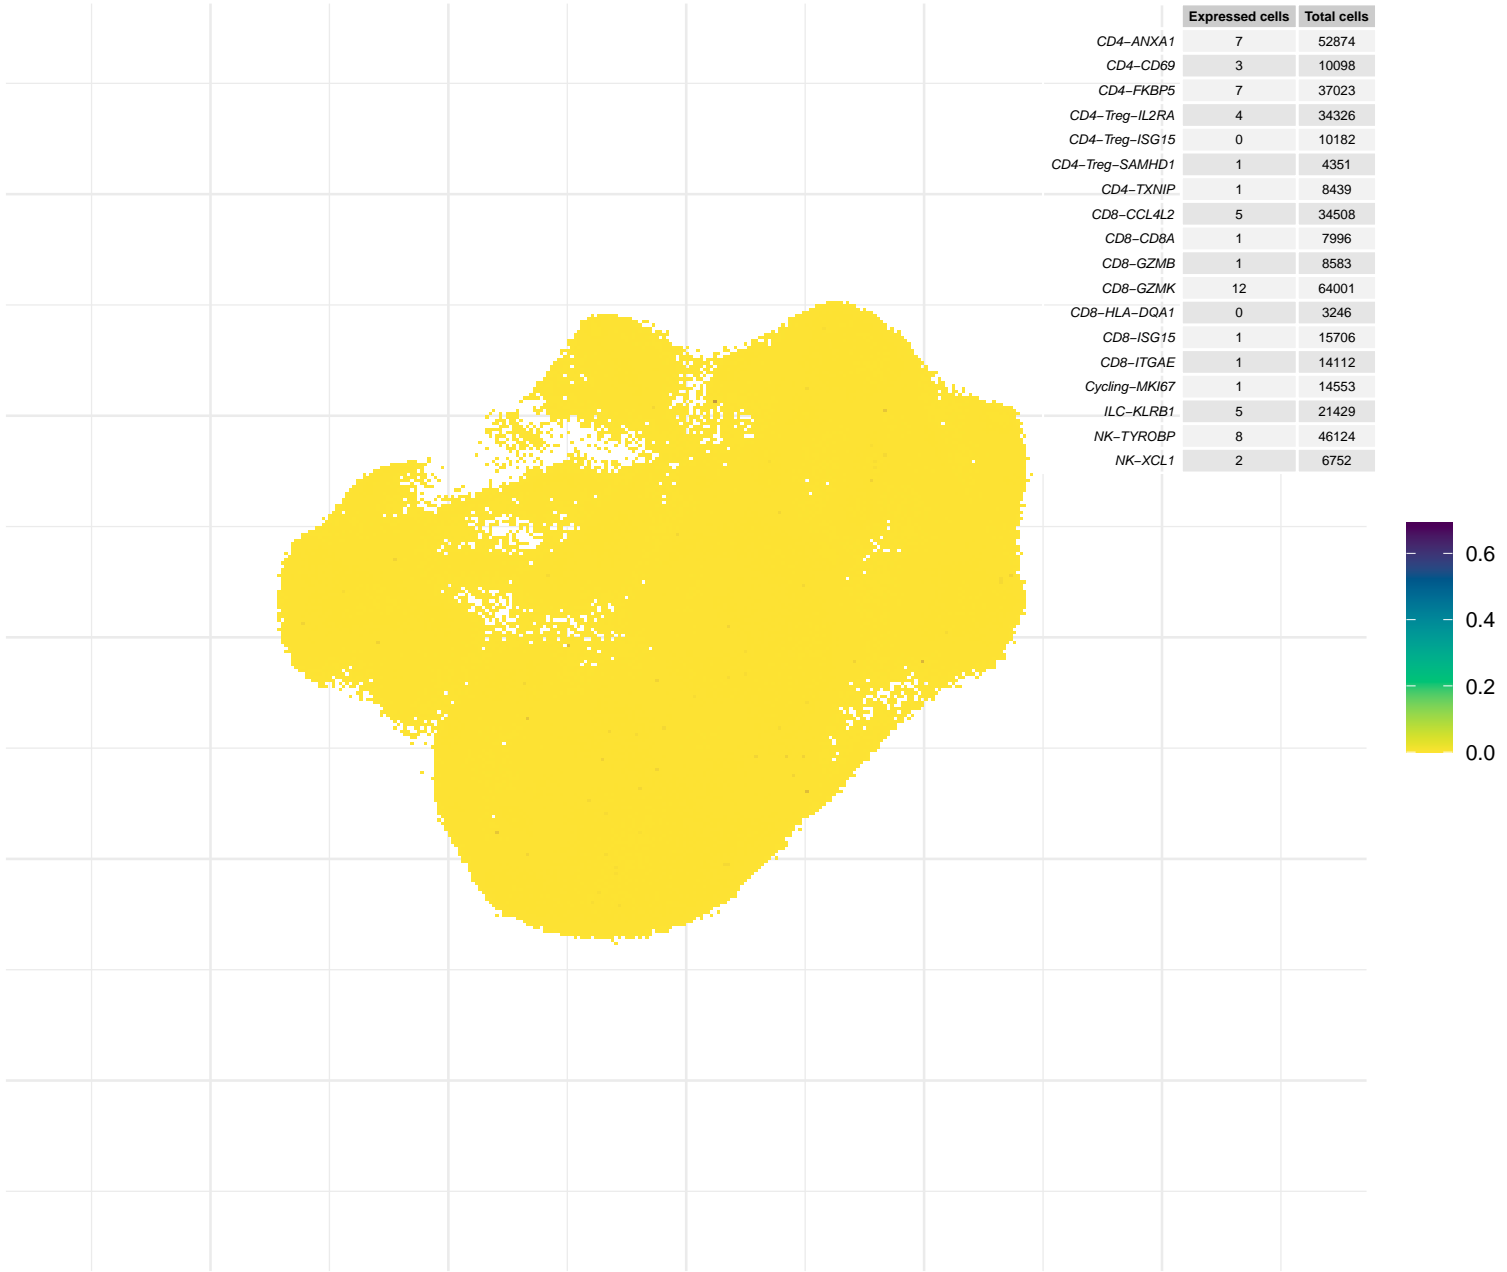 Expressed cells Total cells
CD4−ANXA1 7 52874
CD4−CD69 3 10098
CD4−FKBP5 7 37023
CD4−Treg−IL2RA 4 34326
CD4−Treg−ISG15 0 10182
CD4−Treg−SAMHD1 1 4351
CD4−TXNIP 1 8439
CD8−CCL4L2 5 34508
CD8−CD8A 1 7996
CD8−GZMB 1 8583
CD8−GZMK 12 64001
CD8−HLA−DQA1 0 3246
CD8−ISG15 1 15706
CD8−ITGAE 1 14112
Cycling−MKI67 1 14553
ILC−KLRB1 5 21429
NK−TYROBP 8 46124
NK−XCL1 2 6752
0.6
0.4
0.2
0.0